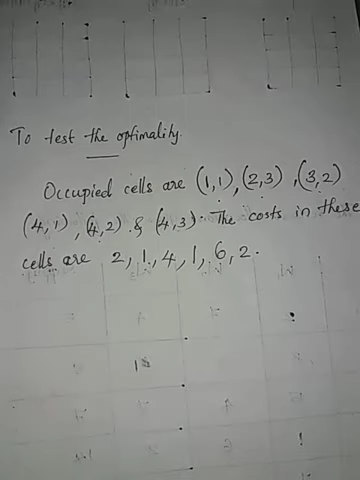 To test the optimality.
Occupied cells are (1,1), (2,3), (3,2)
(4,1), (4,2) & (4,3). The costs in these
cells are 2, 1, 4, 1, 6, 2.